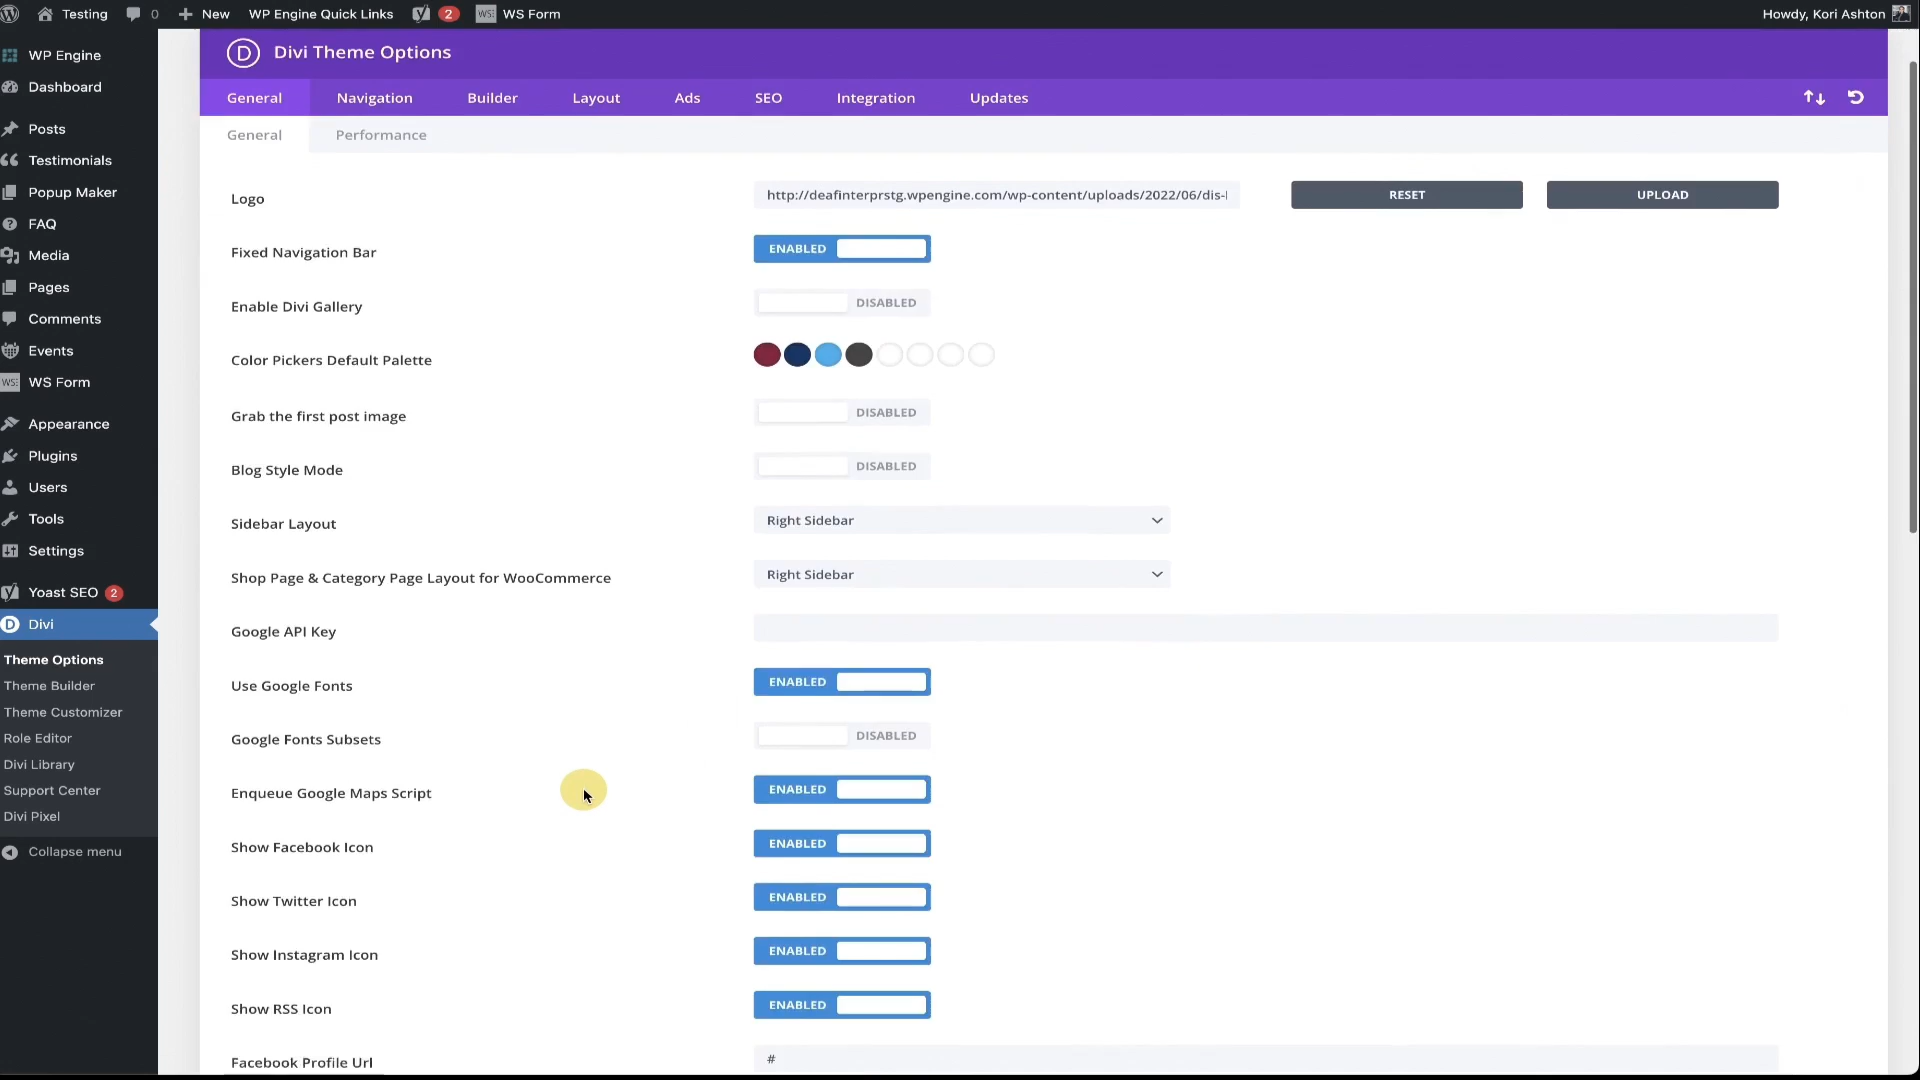 Testing 0 New WP Engine Quick Links 2 WS Form Howdy, Kori Ashton
WP Engine
Dashboard
Posts
Testimonials
Popup Maker
FAQ
Media
Pages
Comments
Events
WS Form
Appearance
Plugins
Users
Tools
Settings
Yoast SEO 2
Divi
Theme Options
Theme Builder
Theme Customizer
Role Editor
Divi Library
Support Center
Divi Pixel
Collapse menu
D Divi Theme Options
General Navigation Builder Layout Ads SEO Integration Updates
General Performance
Logo http://deafinterprstg.wpengine.com/wp-content/uploads/2022/06/dis-l RESET UPLOAD
Fixed Navigation Bar ENABLED
Enable Divi Gallery DISABLED
Color Pickers Default Palette
Grab the first post image DISABLED
Blog Style Mode DISABLED
Sidebar Layout Right Sidebar
Shop Page & Category Page Layout for WooCommerce Right Sidebar
Google API Key
Use Google Fonts ENABLED
Google Fonts Subsets DISABLED
Enqueue Google Maps Script ENABLED
Show Facebook Icon ENABLED
Show Twitter Icon ENABLED
Show Instagram Icon ENABLED
Show RSS Icon ENABLED
Facebook Profile Url #